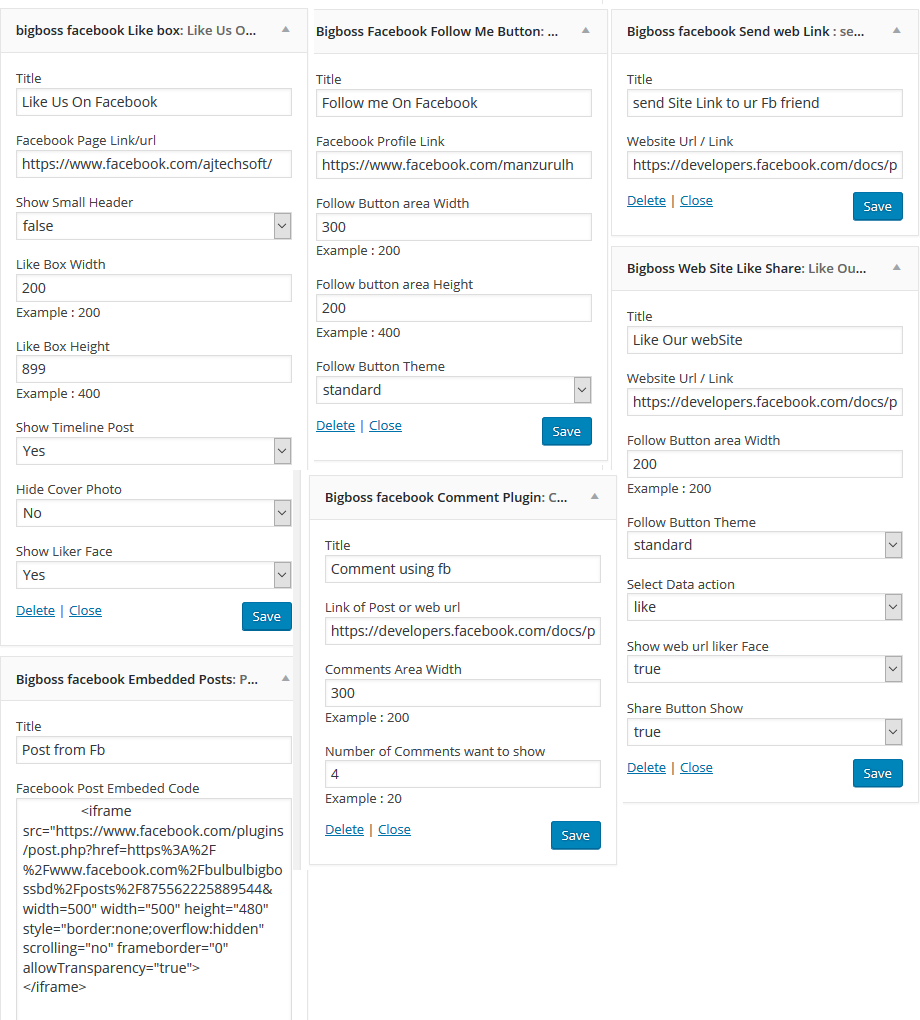 bigboss facebook Like box: Like Us O...
Title
Like Us On Facebook
Facebook Page Link/url
https://www.facebook.com/ajtechsoft/
Show Small Header
false
Like Box Width
200
Example : 200
Like Box Height
899
Example : 400
Show Timeline Post
Yes
Hide Cover Photo
No
Show Liker Face
Yes
Delete | Close
Save
Bigboss facebook Embedded Posts: P...
Title
Post from Fb
Facebook Post Embeded Code
<iframe
src="https://www.facebook.com/plugins
/post.php?href=https%3A%2F
%2Fwww.facebook.com%2Fbulbulbigbo
ssbd%2Fposts%2F875562225889544&
width=500" width="500" height="480"
style="border:none;overflow:hidden"
scrolling="no" frameborder="0"
allowTransparency="true">
</iframe>
Bigboss Facebook Follow Me Button: ...
Title
Follow me On Facebook
Facebook Profile Link
https://www.facebook.com/manzurulh
Follow Button area Width
300
Example : 200
Follow button area Height
200
Example : 400
Follow Button Theme
standard
Delete | Close
Save
Bigboss facebook Comment Plugin: C...
Title
Comment using fb
Link of Post or web url
https://developers.facebook.com/docs/p
Comments Area Width
300
Example : 200
Number of Comments want to show
4
Example : 20
Delete | Close
Save
Bigboss facebook Send web Link : se...
Title
send Site Link to ur Fb friend
Website Url / Link
https://developers.facebook.com/docs/p
Delete | Close
Save
Bigboss Web Site Like Share: Like Ou...
Title
Like Our webSite
Website Url / Link
https://developers.facebook.com/docs/p
Follow Button area Width
200
Example : 200
Follow Button Theme
standard
Select Data action
like
Show web url liker Face
true
Share Button Show
true
Delete | Close
Save